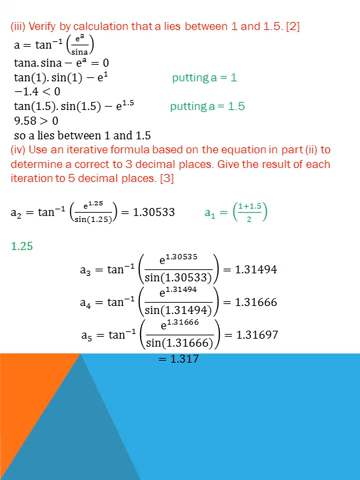 (iii) Verify by calculation that a lies between 1 and 1.5. [2]
a = tan⁻¹(eᵃ/sina)
tana. sina − eᵃ = 0
tan(1). sin(1) − e¹ putting a = 1
−1.4 < 0
tan(1.5). sin(1.5) − e^1.5 putting a = 1.5
9.58 > 0
so a lies between 1 and 1.5
(iv) Use an iterative formula based on the equation in part (ii) to
determine a correct to 3 decimal places. Give the result of each
iteration to 5 decimal places. [3]
a₂ = tan⁻¹(e^1.25/sin(1.25)) = 1.30533 a₁ = (1+1.5/2)
1.25
a₃ = tan⁻¹(e^1.30535/sin(1.30533)) = 1.31494
a₄ = tan⁻¹(e^1.31494/sin(1.31494)) = 1.31666
a₅ = tan⁻¹(e^1.31666/sin(1.31666)) = 1.31697
= 1.317